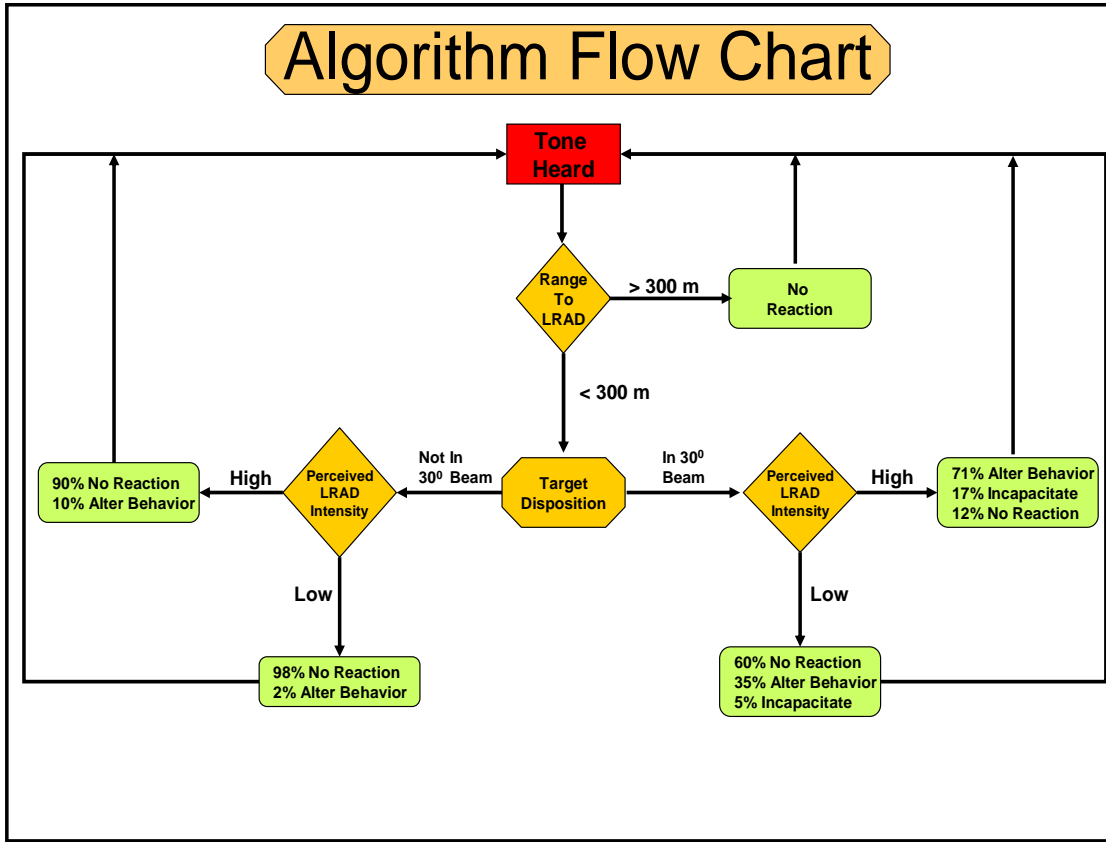 Algorithm Flow Chart
Tone
Heard
Range
To
LRAD
> 300 m
No
Reaction
< 300 m
Not In
30⁰ Beam
In 30⁰
Beam
Target
Disposition
Perceived
LRAD
Intensity
High
90% No Reaction
10% Alter Behavior
Low
98% No Reaction
2% Alter Behavior
Perceived
LRAD
Intensity
High
71% Alter Behavior
17% Incapacitate
12% No Reaction
Low
60% No Reaction
35% Alter Behavior
5% Incapacitate